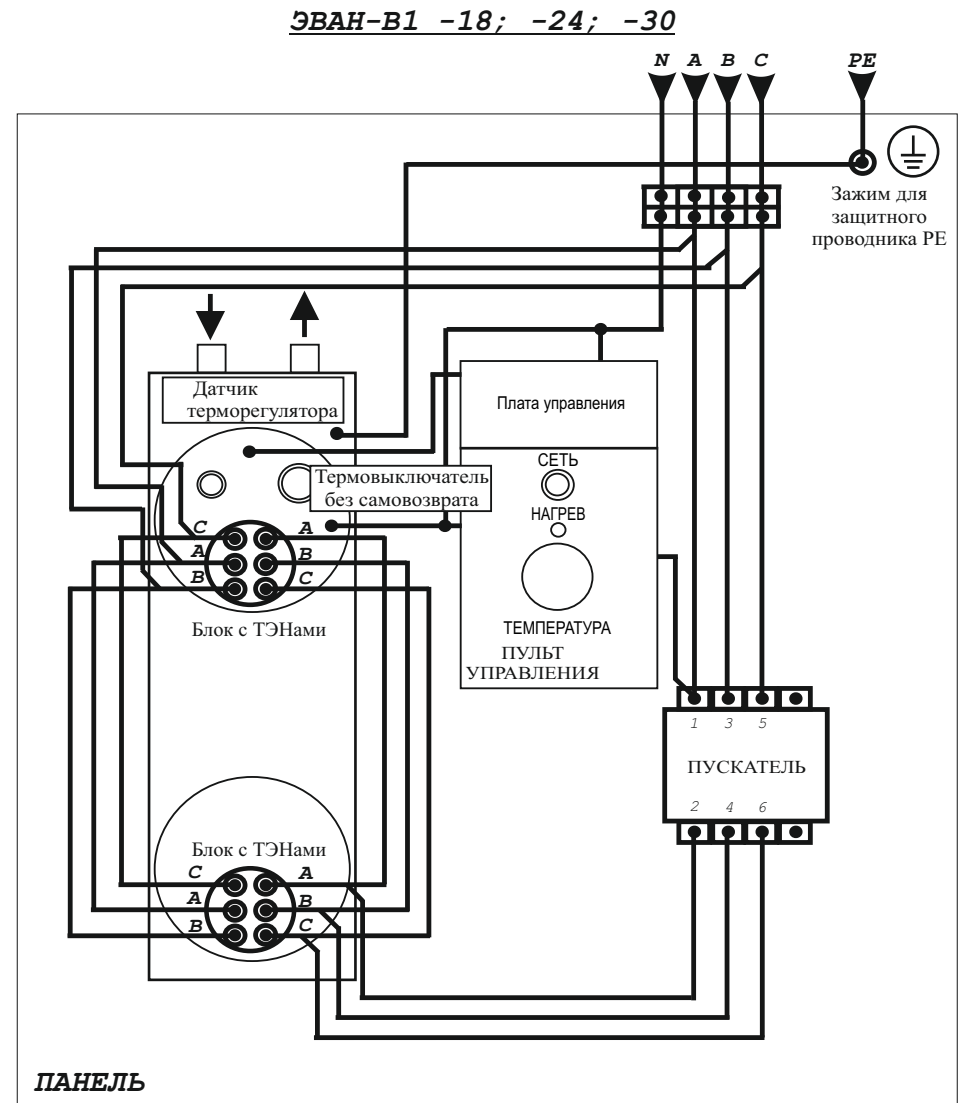 ЭВАН-В1 -18; -24; -30
N A B C PE
Зажим для
защитного
проводника PE
Датчик
терморегулятора
Плата управления
Термовыключатель
без самовозврата
СЕТЬ
НАГРЕВ
ТЕМПЕРАТУРА
ПУЛЬТ
УПРАВЛЕНИЯ
C A
A B
B C
Блок с ТЭНами
1 3 5
ПУСКАТЕЛЬ
2 4 6
Блок с ТЭНами
C A
A B
B C
ПАНЕЛЬ